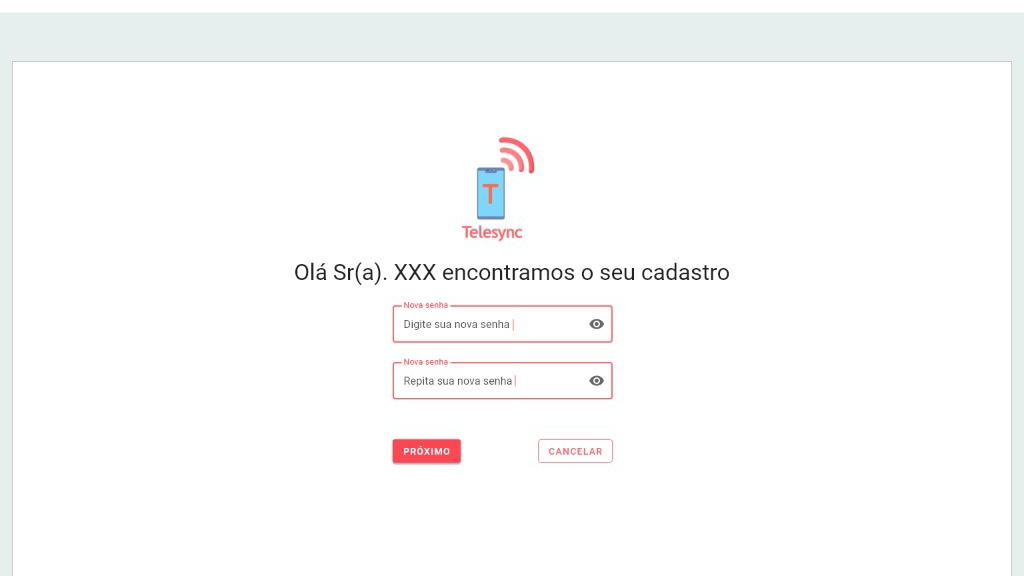 T
Telesync
Olá Sr(a). XXX encontramos o seu cadastro
Nova senha
Digite sua nova senha
Nova senha
Repita sua nova senha
PRÓXIMO CANCELAR